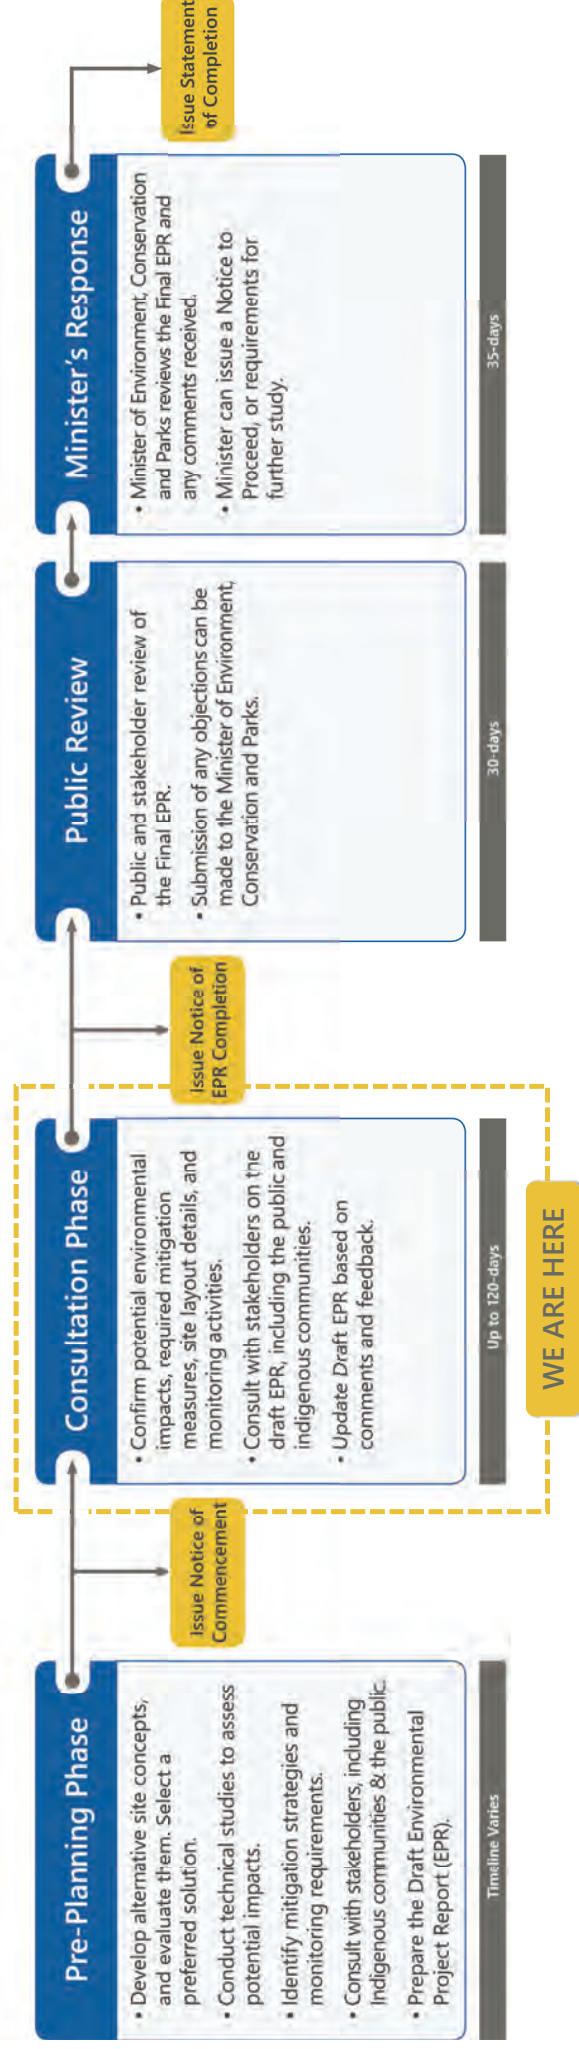 Pre-Planning Phase
• Develop alternative site concepts,
and evaluate them. Select a
preferred solution.
• Conduct technical studies to assess
potential impacts.
• Identify mitigation strategies and
monitoring requirements.
• Consult with stakeholders, including
Indigenous communities & the public.
• Prepare the Draft Environmental
Project Report (EPR).
Timeline Varies
Issue Notice of
Commencement
Consultation Phase
• Confirm potential environmental
impacts, required mitigation
measures, site layout details, and
monitoring activities.
• Consult with stakeholders on the
draft EPR, including the public and
indigenous communities.
• Update Draft EPR based on
comments and feedback.
Up to 120-days
WE ARE HERE
Issue Notice of
EPR Completion
Public Review
• Public and stakeholder review of
the Final EPR.
• Submission of any objections can be
made to the Minister of Environment,
Conservation and Parks.
30-days
Minister's Response
• Minister of Environment, Conservation
and Parks reviews the Final EPR and
any comments received.
• Minister can issue a Notice to
Proceed, or requirements for
further study.
35-days
Issue Statement
of Completion